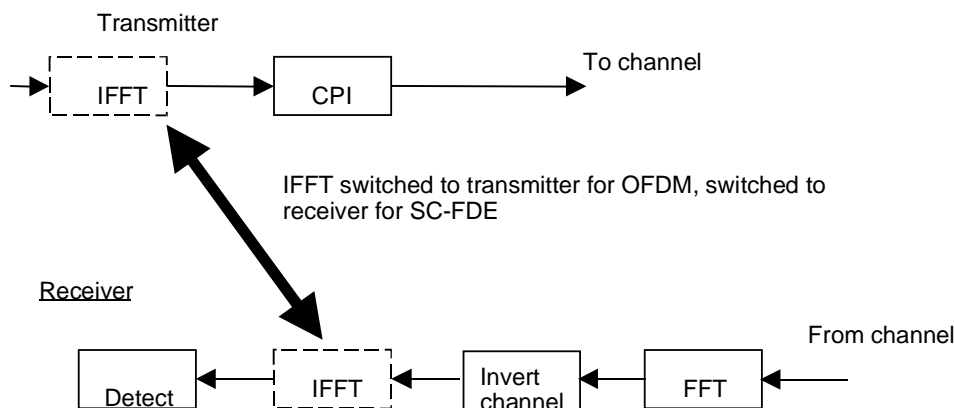 Transmitter
IFFT
CPI
To channel
IFFT switched to transmitter for OFDM, switched to
receiver for SC-FDE
Receiver
From channel
Detect
IFFT
Invert
channel
FFT